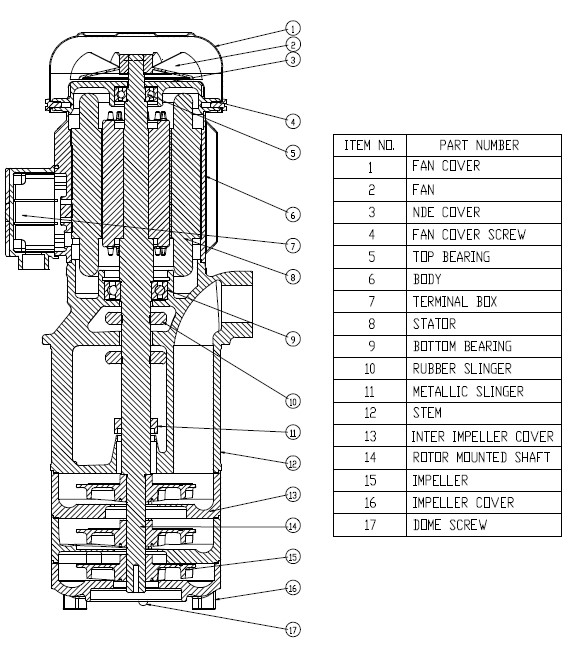 1
2
3
4
5
6
7
8
9
10
11
12
13
14
15
16
17
ITEM NO. PART NUMBER
1 FAN COVER
2 FAN
3 NDE COVER
4 FAN COVER SCREW
5 TOP BEARING
6 BODY
7 TERMINAL BOX
8 STATOR
9 BOTTOM BEARING
10 RUBBER SLINGER
11 METALLIC SLINGER
12 STEM
13 INTER IMPELLER COVER
14 ROTOR MOUNTED SHAFT
15 IMPELLER
16 IMPELLER COVER
17 DOME SCREW